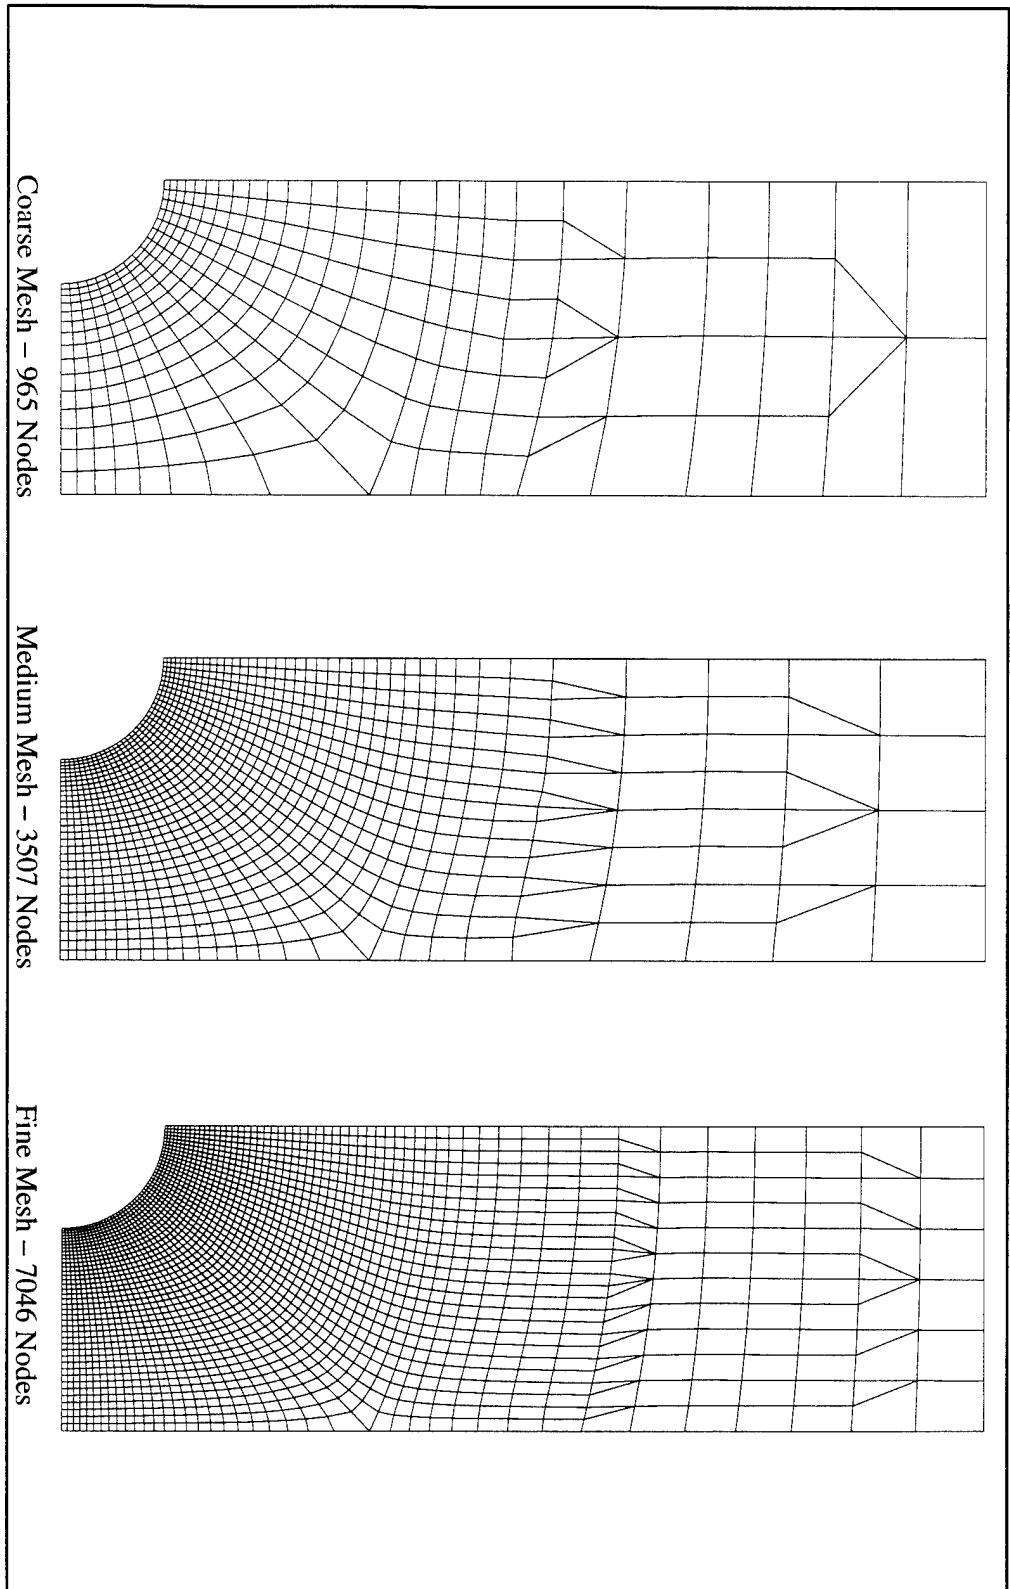 Coarse Mesh – 965 Nodes
Medium Mesh – 3507 Nodes
Fine Mesh – 7046 Nodes